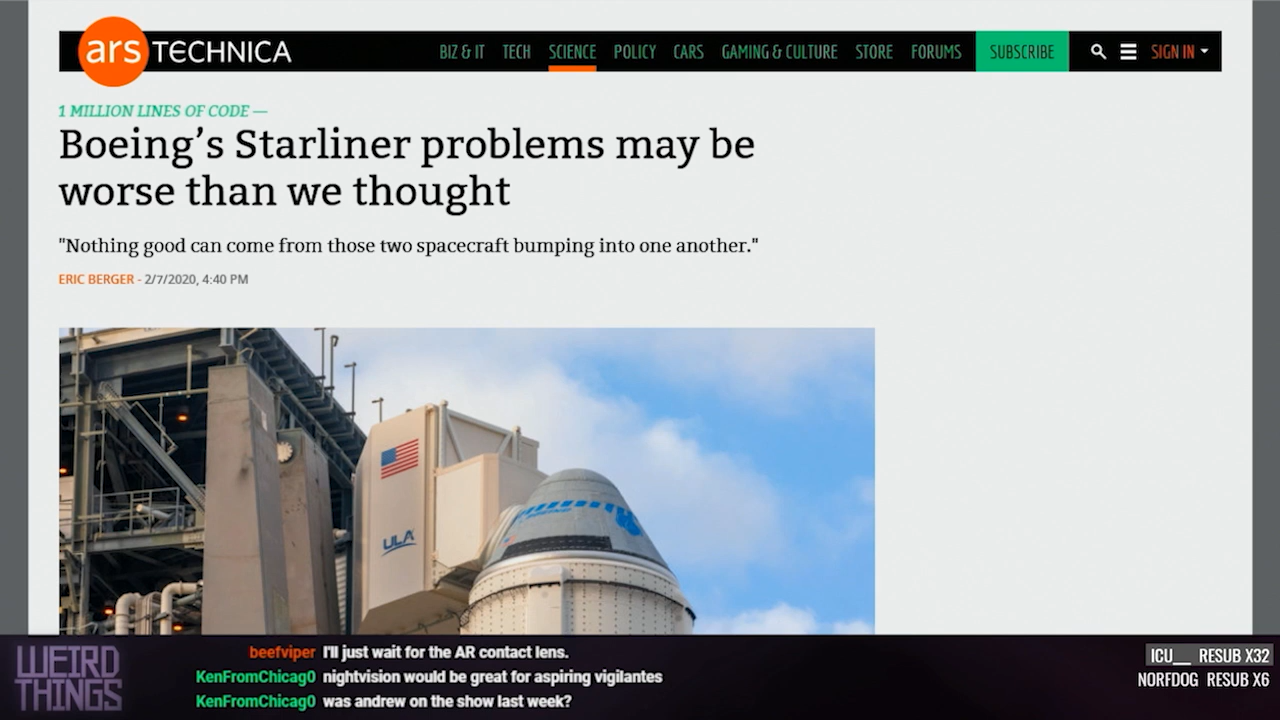 ars TECHNICA
BIZ & IT TECH SCIENCE POLICY CARS GAMING & CULTURE STORE FORUMS SUBSCRIBE SIGN IN
1 MILLION LINES OF CODE —
Boeing’s Starliner problems may be
worse than we thought
"Nothing good can come from those two spacecraft bumping into one another."
ERIC BERGER - 2/7/2020, 4:40 PM
ULA
WEIRD
THINGS
beefviper I'll just wait for the AR contact lens.
KenFromChicag0 nightvision would be great for aspiring vigilantes
KenFromChicag0 was andrew on the show last week?
ICU__ RESUB X32
NORFDOG RESUB X6